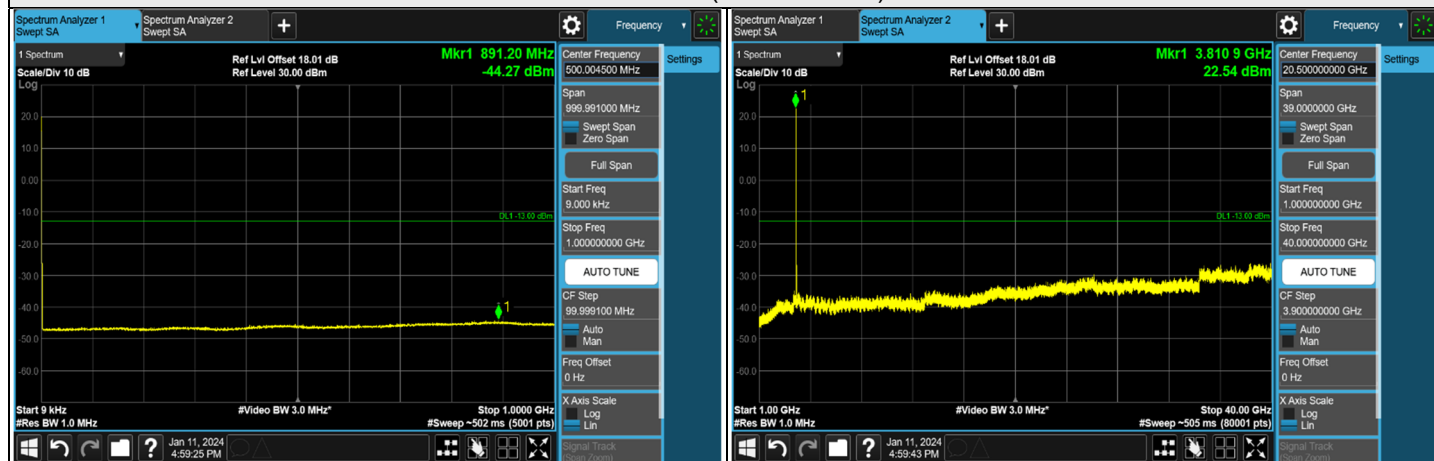 Spectrum Analyzer 1
Swept SA
Spectrum Analyzer 2
Swept SA
+
Frequency
1 Spectrum
Scale/Div 10 dB
Log
Ref Lvl Offset 18.01 dB
Ref Level 30.00 dBm
Mkr1 891.20 MHz
-44.27 dBm
20.0
10.0
0.00
-10.0
-20.0
-30.0
-40.0
-50.0
-60.0
DL1 -13.00 dBm
1
Start 9 kHz
#Res BW 1.0 MHz
#Video BW 3.0 MHz*
Stop 1.0000 GHz
#Sweep ~502 ms (5001 pts)
Center Frequency
500.004500 MHz
Settings
Span
999.991000 MHz
Swept Span
Zero Span
Full Span
Start Freq
9.000 kHz
Stop Freq
1.000000000 GHz
AUTO TUNE
CF Step
99.999100 MHz
Auto
Man
Freq Offset
0 Hz
X Axis Scale
Log
Lin
Signal Track
(Span Zoom)
?
Jan 11, 2024
4:59:25 PM
Spectrum Analyzer 1
Swept SA
Spectrum Analyzer 2
Swept SA
+
Frequency
1 Spectrum
Scale/Div 10 dB
Log
Ref Lvl Offset 18.01 dB
Ref Level 30.00 dBm
Mkr1 3.810 9 GHz
22.54 dBm
20.0
10.0
0.00
-10.0
-20.0
-30.0
-40.0
-50.0
-60.0
DL1 -13.00 dBm
1
Start 1.00 GHz
#Res BW 1.0 MHz
#Video BW 3.0 MHz*
Stop 40.00 GHz
#Sweep ~505 ms (80001 pts)
Center Frequency
20.500000000 GHz
Settings
Span
39.0000000 GHz
Swept Span
Zero Span
Full Span
Start Freq
1.000000000 GHz
Stop Freq
40.000000000 GHz
AUTO TUNE
CF Step
3.900000000 GHz
Auto
Man
Freq Offset
0 Hz
X Axis Scale
Log
Lin
Signal Track
(Span Zoom)
?
Jan 11, 2024
4:59:43 PM